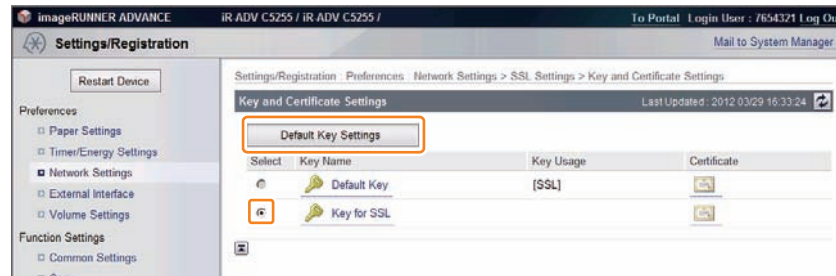 imageRUNNER ADVANCE iR-ADV C5255 / iR-ADV C5255 / To Portal Login User : 7654321 Log Ou
Settings/Registration Mail to System Manager
Restart Device
Settings/Registration : Preferences : Network Settings > SSL Settings > Key and Certificate Settings
Key and Certificate Settings Last Updated : 2012 03/29 16:33:24
Preferences
Default Key Settings
Paper Settings
Timer/Energy Settings
Select Key Name Key Usage Certificate
Network Settings
Default Key [SSL]
External Interface
Volume Settings
Key for SSL
Function Settings
Common Settings